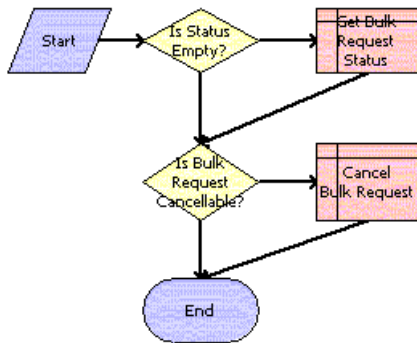 Start
Is Status
Empty?
Get Bulk
Request
Status
Is Bulk
Request
Cancellable?
Cancel
Bulk Request
End